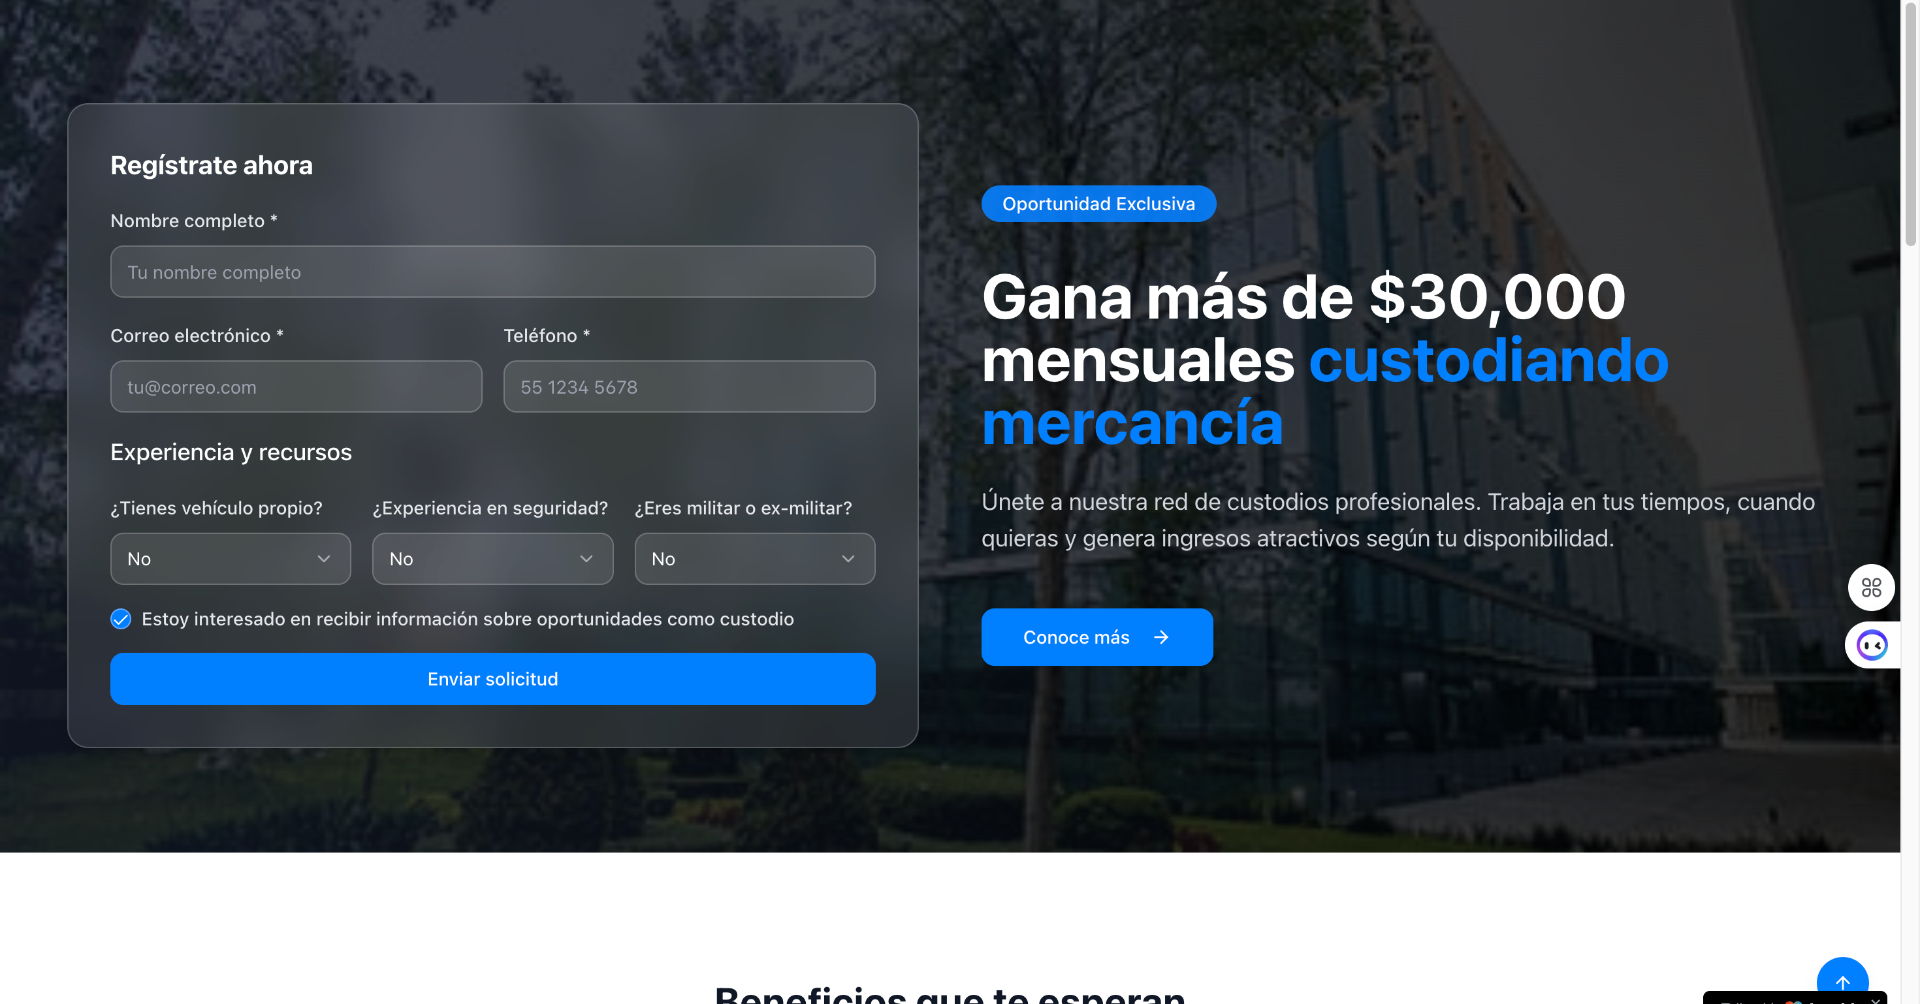 Regístrate ahora
Nombre completo *
Tu nombre completo
Correo electrónico *
Teléfono *
tu@correo.com
55 1234 5678
Experiencia y recursos
¿Tienes vehículo propio?
¿Experiencia en seguridad?
¿Eres militar o ex-militar?
No
No
No
Estoy interesado en recibir información sobre oportunidades como custodio
Enviar solicitud
Oportunidad Exclusiva
Gana más de $30,000
mensuales custodiando
mercancía
Únete a nuestra red de custodios profesionales. Trabaja en tus tiempos, cuando
quieras y genera ingresos atractivos según tu disponibilidad.
Conoce más
Beneficios que te esperan